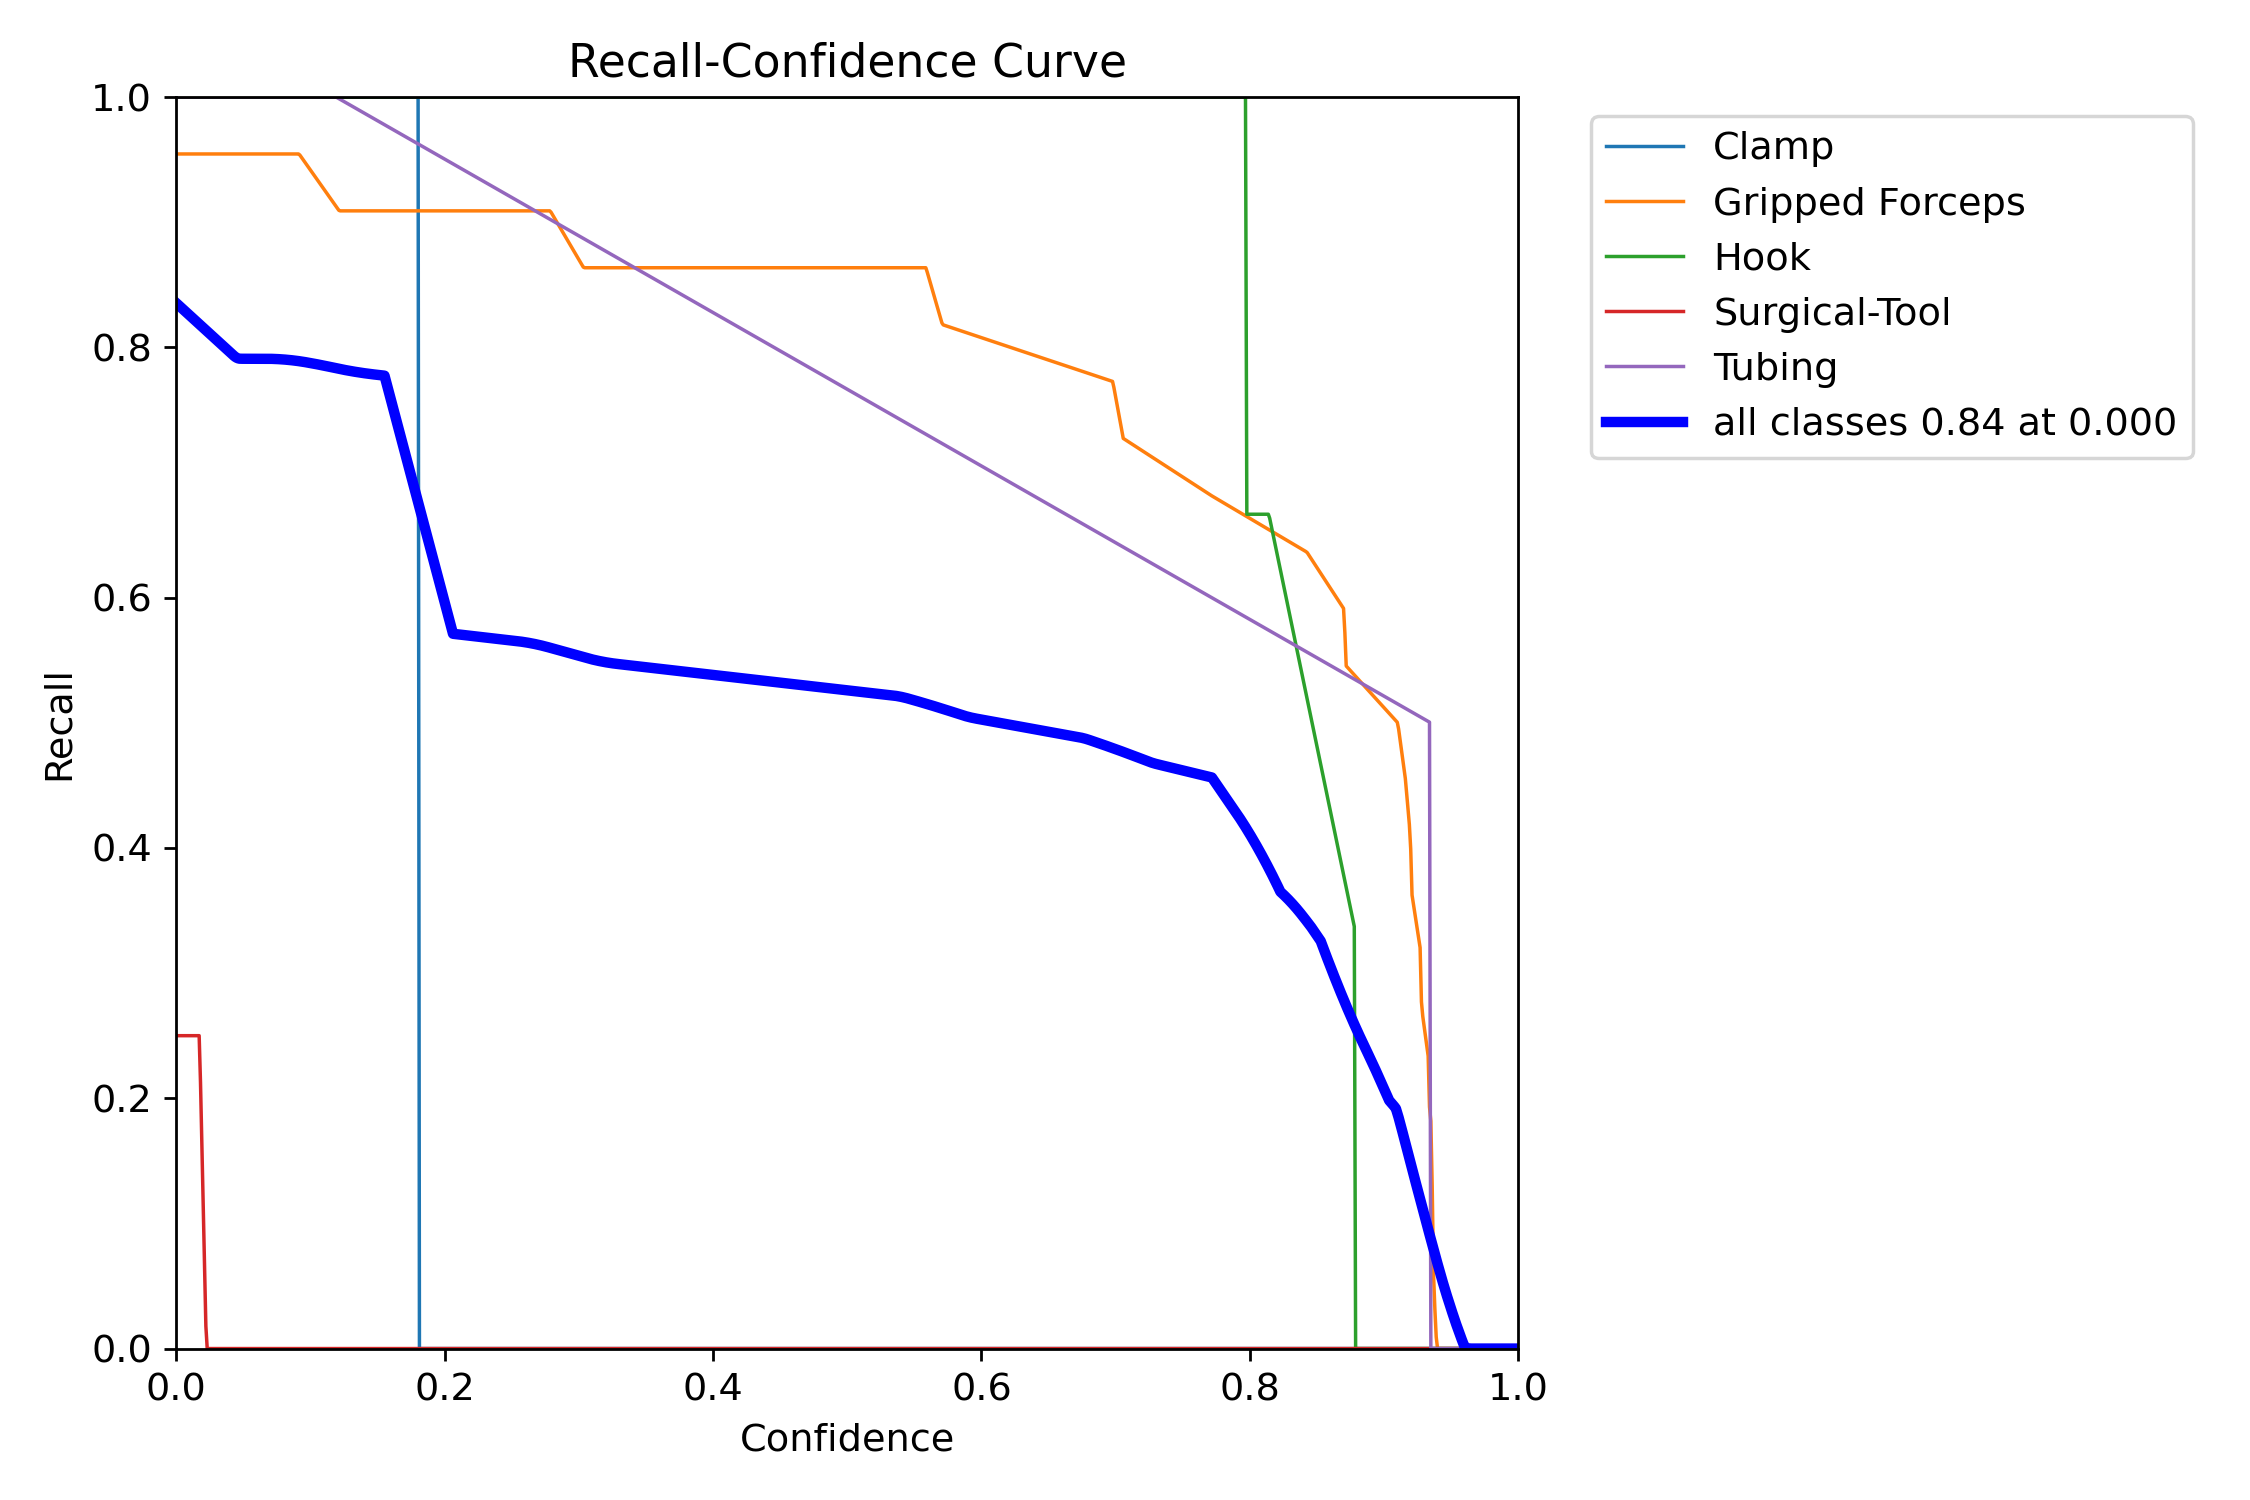 Recall-Confidence Curve
1.0
0.8
0.6
0.4
0.2
0.0
Recall
0.0 0.2 0.4 0.6 0.8 1.0
Confidence
Clamp
Gripped Forceps
Hook
Surgical-Tool
Tubing
all classes 0.84 at 0.000